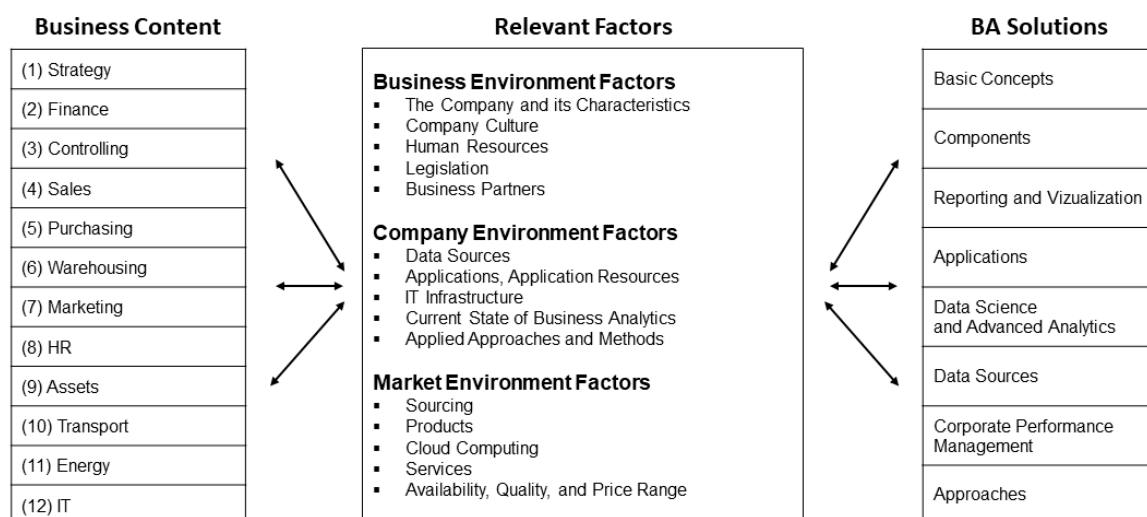 Business Content
(1) Strategy
(2) Finance
(3) Controlling
(4) Sales
(5) Purchasing
(6) Warehousing
(7) Marketing
(8) HR
(9) Assets
(10) Transport
(11) Energy
(12) IT
Relevant Factors
Business Environment Factors
▪ The Company and its Characteristics
▪ Company Culture
▪ Human Resources
▪ Legislation
▪ Business Partners
Company Environment Factors
▪ Data Sources
▪ Applications, Application Resources
▪ IT Infrastructure
▪ Current State of Business Analytics
▪ Applied Approaches and Methods
Market Environment Factors
▪ Sourcing
▪ Products
▪ Cloud Computing
▪ Services
▪ Availability, Quality, and Price Range
BA Solutions
Basic Concepts
Components
Reporting and Vizualization
Applications
Data Science
and Advanced Analytics
Data Sources
Corporate Performance
Management
Approaches